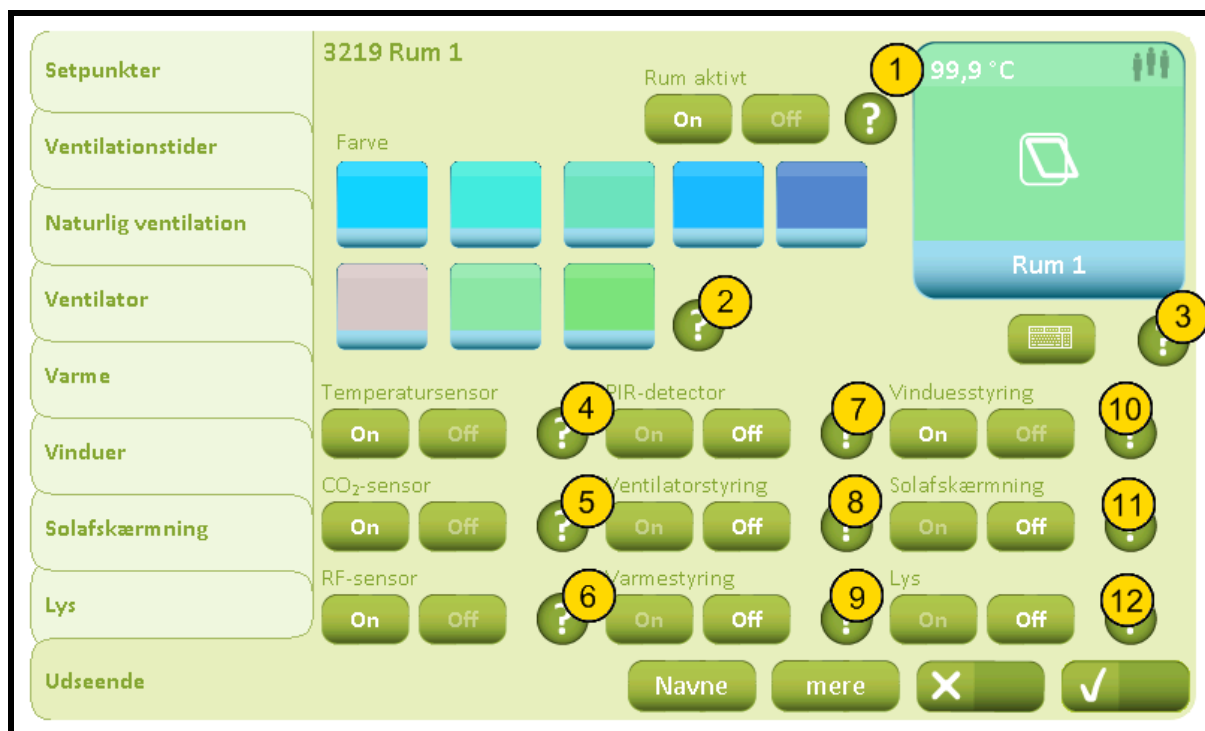 Setpunkter
Ventilationstider
Naturlig ventilation
Ventilator
Varme
Vinduer
Solafskærmning
Lys
Udseende
3219 Rum 1
Rum aktivt
On Off ?
1
99,9 °C
Rum 1
Farve
? 2
? 3
Temperatursensor
On Off ? 4
PIR-detector
On Off ? 7
Vinduesstyring
On Off ? 10
CO₂-sensor
On Off ? 5
Ventilatorstyring
On Off ? 8
Solafskærmning
On Off ? 11
RF-sensor
On Off ? 6
Varmestyring
On Off ? 9
Lys
On Off ? 12
Navne
mere